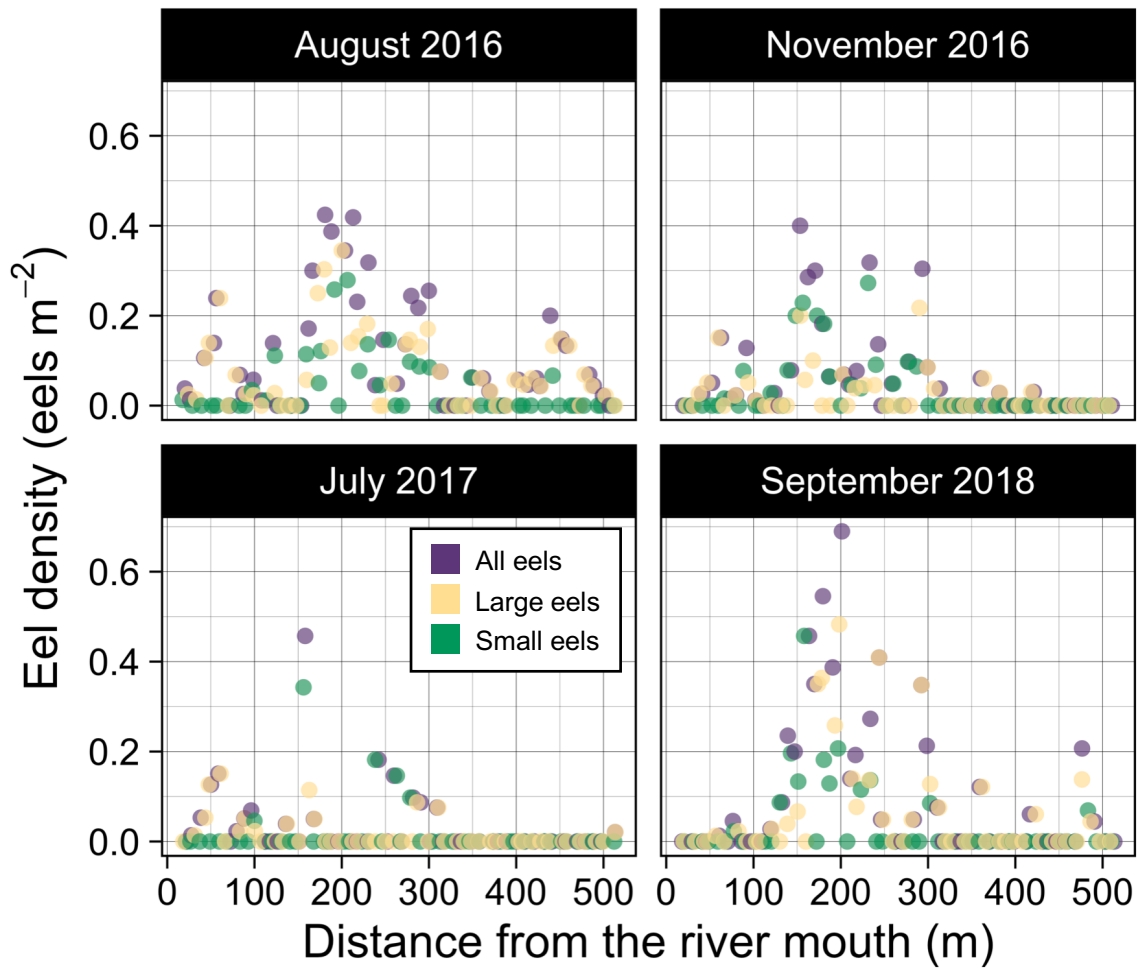 August 2016
November 2016
0.6
0.4
0.2
0.0
July 2017
September 2018
0.6
0.4
0.2
0.0
All eels
Large eels
Small eels
0 100 200 300 400 500
0 100 200 300 400 500
Distance from the river mouth (m)
Eel density (eels m⁻²)